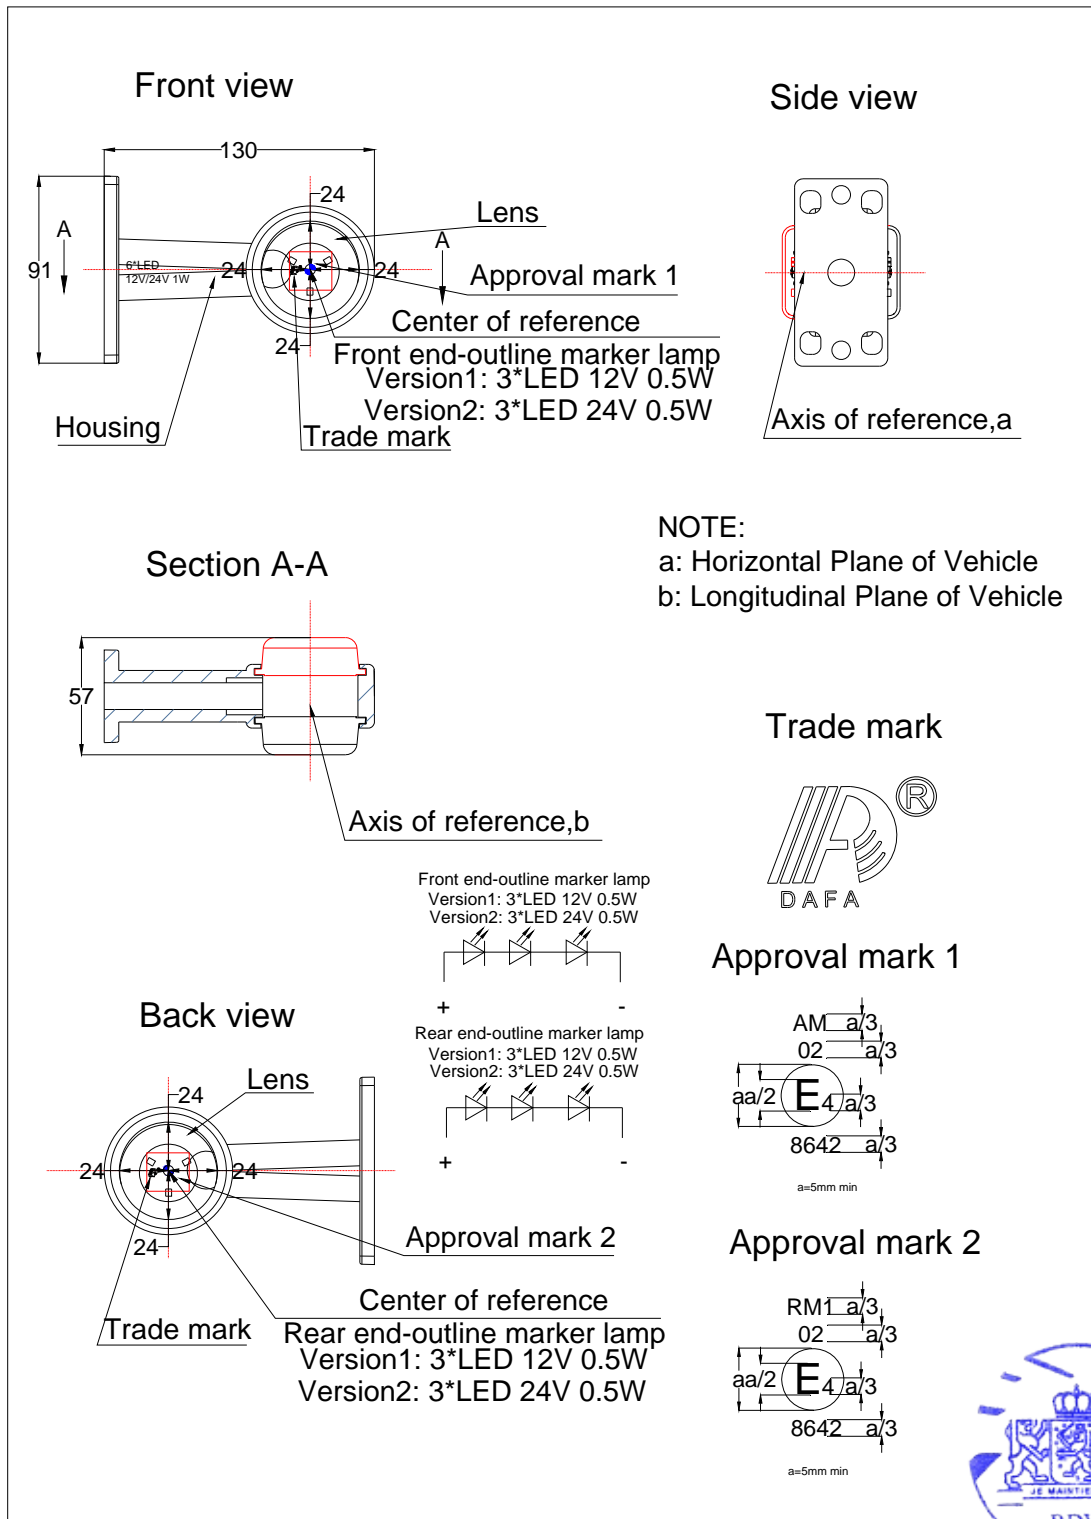 Front view
Side view
130
24
Lens
A
A
91
6*LED
12V/24V 1W
24
24
Approval mark 1
Center of reference
24
Front end-outline marker lamp
Version1: 3*LED 12V 0.5W
Version2: 3*LED 24V 0.5W
Housing
Trade mark
Axis of reference,a
NOTE:
a: Horizontal Plane of Vehicle
b: Longitudinal Plane of Vehicle
Section A-A
57
Axis of reference,b
Trade mark
R
DAFA
Front end-outline marker lamp
Version1: 3*LED 12V 0.5W
Version2: 3*LED 24V 0.5W
+ -
Rear end-outline marker lamp
Version1: 3*LED 12V 0.5W
Version2: 3*LED 24V 0.5W
+ -
Approval mark 1
AM a/3
02 a/3
a a/2 E 4 a/3
8642 a/3
a=5mm min
Back view
Lens
24
24
24
24
Approval mark 2
Center of reference
Trade mark
Rear end-outline marker lamp
Version1: 3*LED 12V 0.5W
Version2: 3*LED 24V 0.5W
Approval mark 2
RM1 a/3
02 a/3
a a/2 E 4 a/3
8642 a/3
a=5mm min
JE MAINTIE